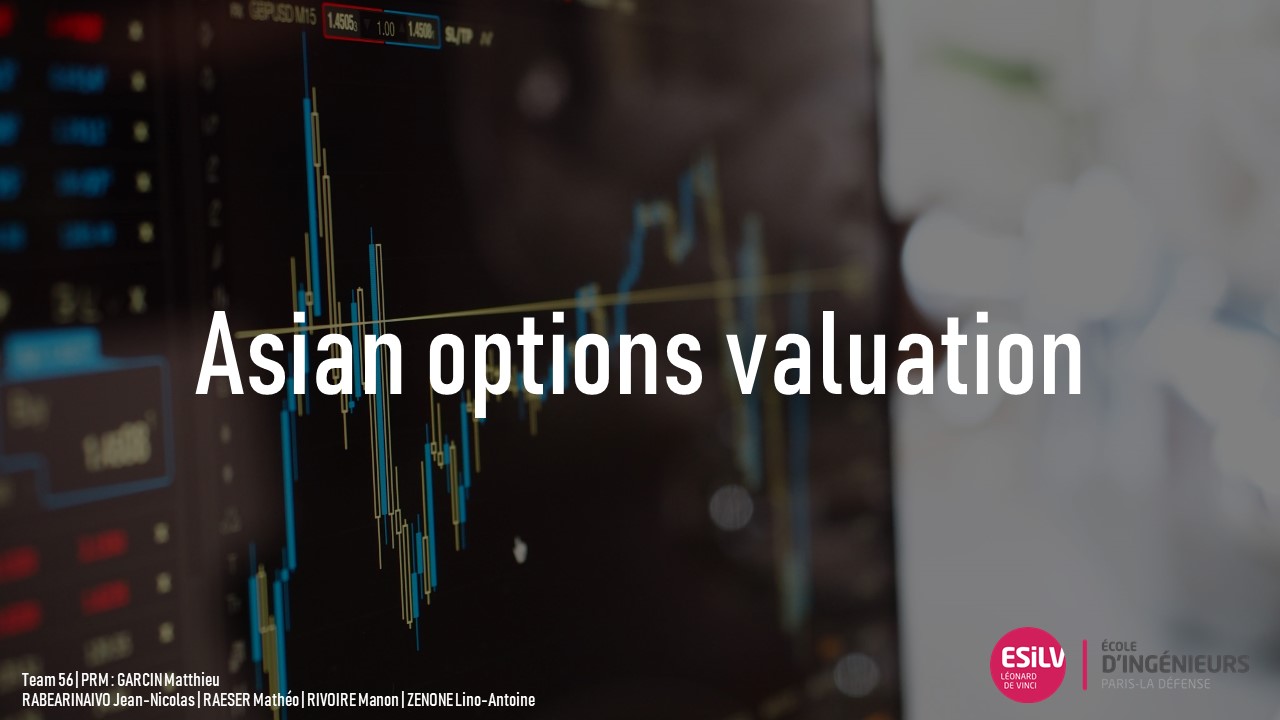 GBPUSD M15
1.4505
1.00
1.4508
SL/TP
Asian options valuation
Team 56 | PRM : GARCIN Matthieu
RABEARINAIVO Jean-Nicolas | RAESER Mathéo | RIVOIRE Manon | ZENONE Lino-Antoine
ESiLV
LÉONARD
DE VINCI
ÉCOLE
D'INGÉNIEURS
PARIS-LA DÉFENSE